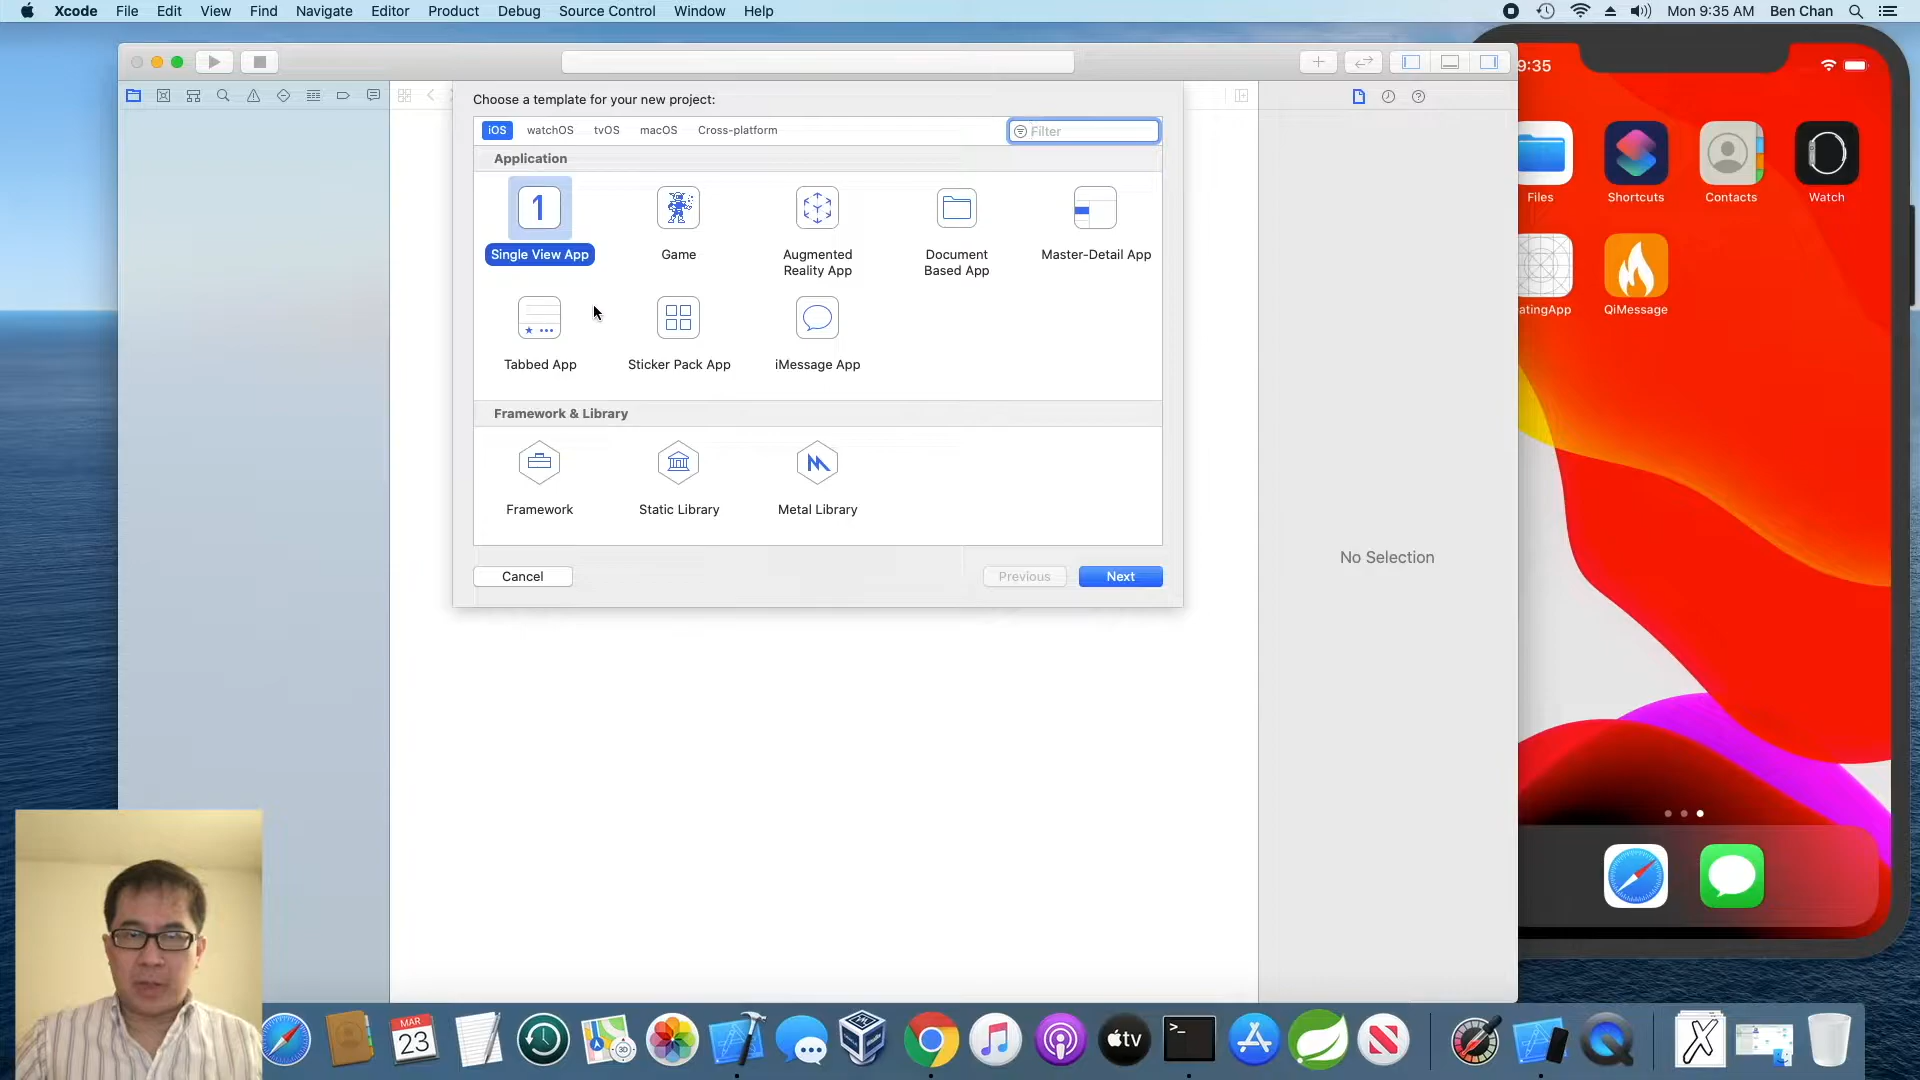 Xcode File Edit View Find Navigate Editor Product Debug Source Control Window Help Mon 9:35 AM Ben Chan
9:35
Choose a template for your new project:
iOS watchOS tvOS macOS Cross-platform Filter
Application
1
Single View App Game Augmented Reality App Document Based App Master-Detail App
Tabbed App Sticker Pack App iMessage App
Framework & Library
Framework Static Library Metal Library
Cancel Previous Next
No Selection
Files Shortcuts Contacts Watch
atingApp QiMessage
MAR
23
3D
tv
>_
N
X